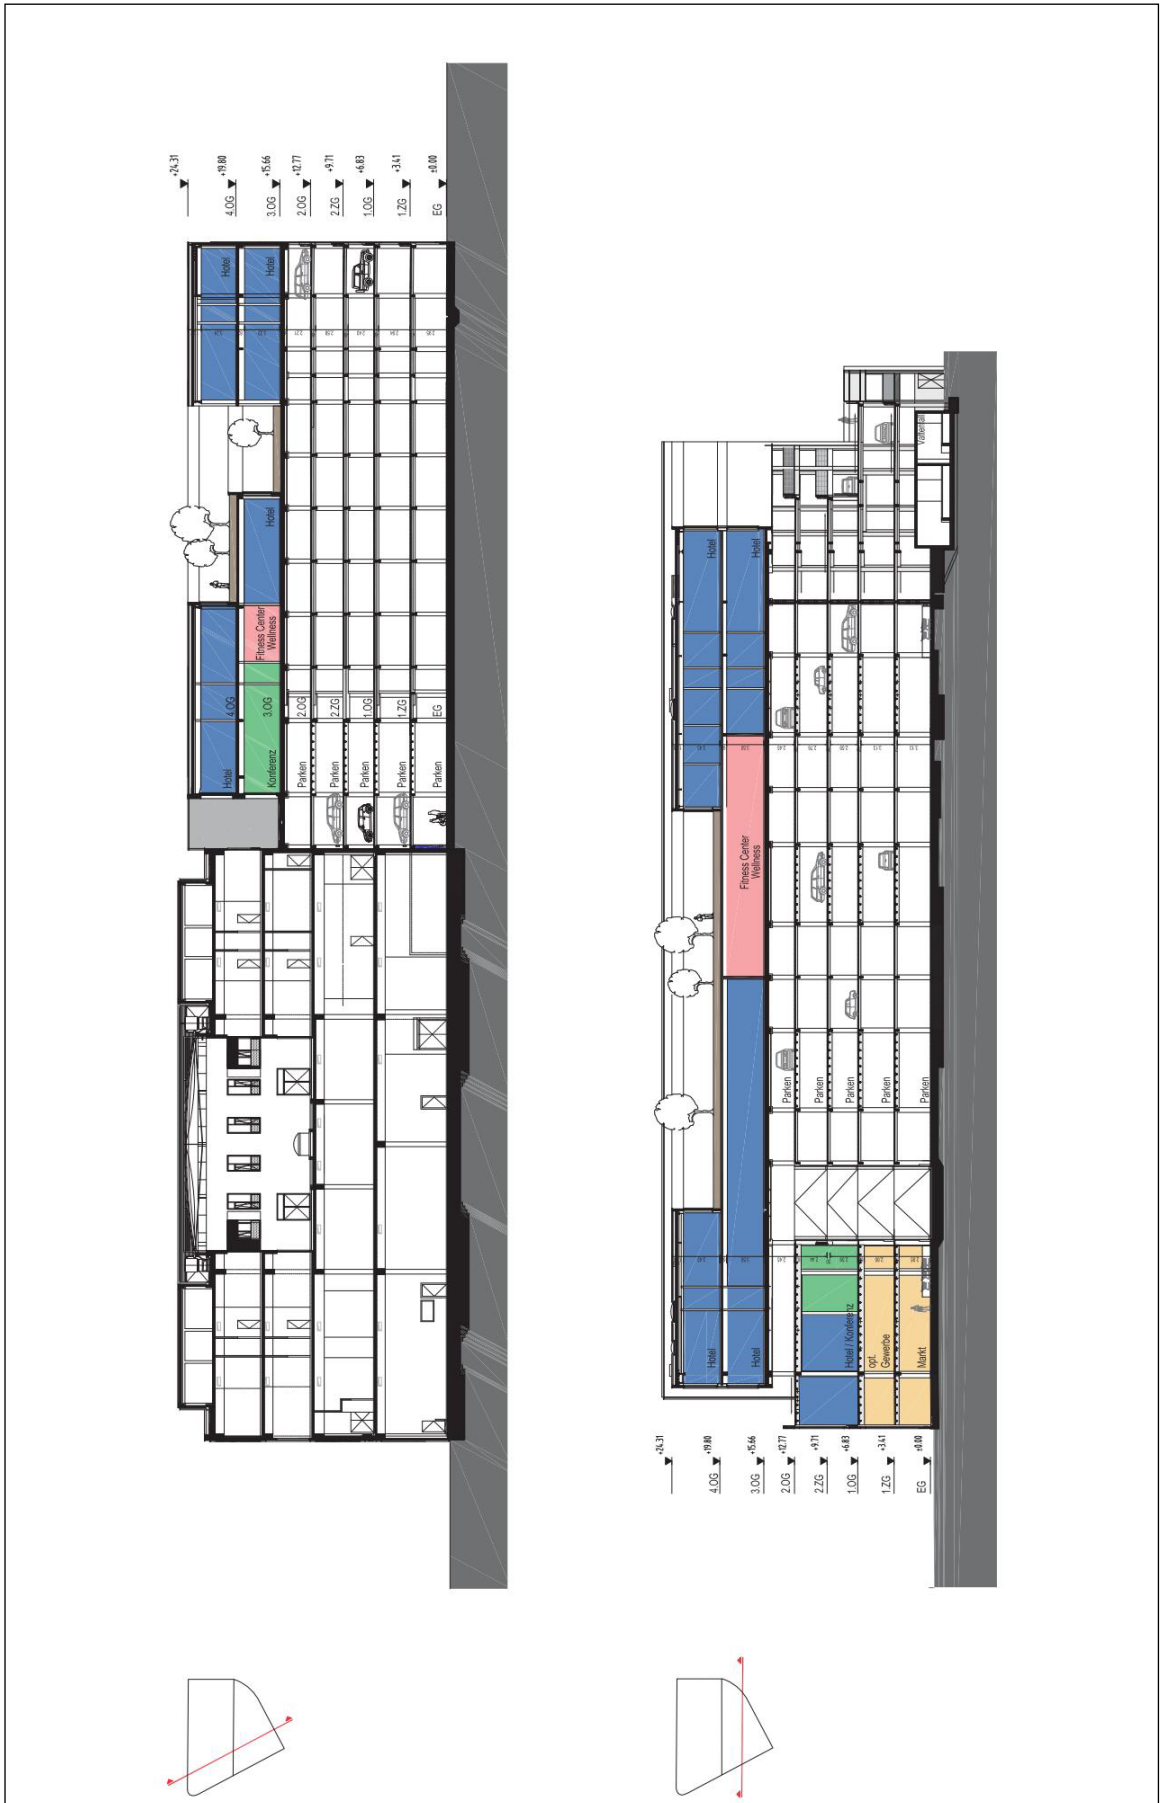 +24.31
+19.80
4.OG
+15.66
3.OG
+12.77
2.OG
+9.71
2.ZG
+6.83
1.OG
+3.41
1.ZG
±0.00
EG
Hotel
Hotel
Hotel
Fitness Center
Wellness
4.OG
3.OG
2.OG
2.ZG
1.OG
1.ZG
EG
Hotel
Konferenz
Parken
Parken
Parken
Parken
Parken
Vattenfall
Hotel
Hotel
Fitness Center
Wellness
Parken
Parken
Parken
Parken
Parken
Hotel
Hotel
Hotel / Konferenz
opt.
Gewerbe
Markt
+24.31
+19.80
4.OG
+15.66
3.OG
+12.77
2.OG
+9.71
2.ZG
+6.83
1.OG
+3.41
1.ZG
±0.00
EG